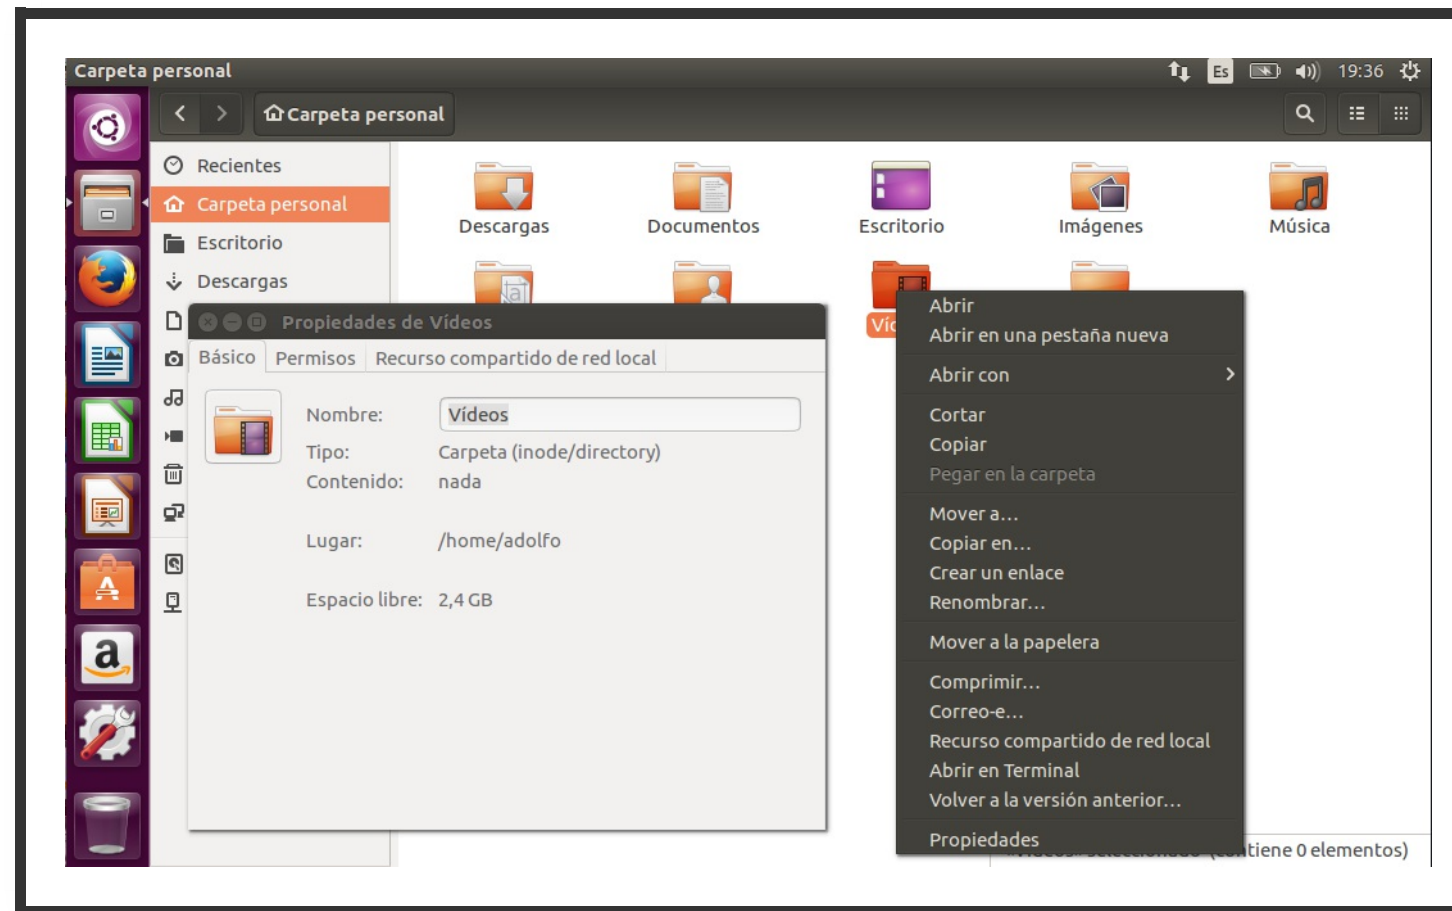 Carpeta personal
Es
19:36
Carpeta personal
Recientes
Carpeta personal
Escritorio
Descargas
Descargas
Documentos
Escritorio
Imágenes
Música
Propiedades de Vídeos
Básico
Permisos
Recurso compartido de red local
Nombre:
Vídeos
Tipo:
Carpeta (inode/directory)
Contenido:
nada
Lugar:
/home/adolfo
Espacio libre:
2,4 GB
Abrir
Abrir en una pestaña nueva
Abrir con
Cortar
Copiar
Pegar en la carpeta
Mover a...
Copiar en...
Crear un enlace
Renombrar...
Mover a la papelera
Comprimir...
Correo-e...
Recurso compartido de red local
Abrir en Terminal
Volver a la versión anterior...
Propiedades
0 elementos)